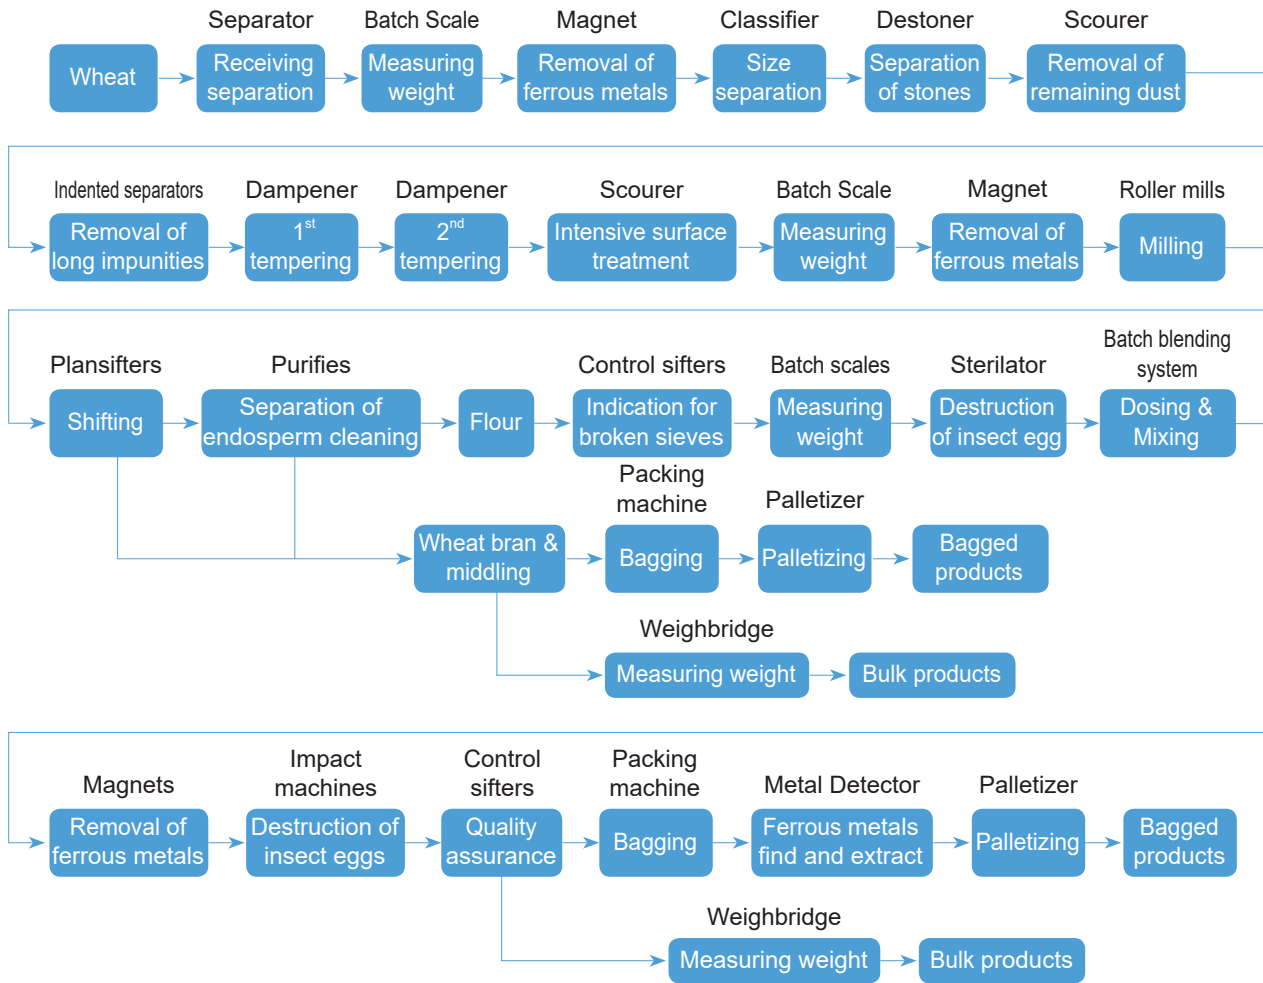 Separator
Batch Scale
Magnet
Classifier
Destoner
Scourer
Wheat
Receiving
separation
Measuring
weight
Removal of
ferrous metals
Size
separation
Separation
of stones
Removal of
remaining dust
Indented separators
Dampener
Dampener
Scourer
Batch Scale
Magnet
Roller mills
Removal of
long impunities
1st
tempering
2nd
tempering
Intensive surface
treatment
Measuring
weight
Removal of
ferrous metals
Milling
Plansifters
Purifies
Control sifters
Batch scales
Sterilator
Batch blending
system
Shifting
Separation of
endosperm cleaning
Flour
Indication for
broken sieves
Measuring
weight
Destruction
of insect egg
Dosing &
Mixing
Packing
machine
Palletizer
Wheat bran &
middling
Bagging
Palletizing
Bagged
products
Weighbridge
Measuring weight
Bulk products
Magnets
Impact
machines
Control
sifters
Packing
machine
Metal Detector
Palletizer
Removal of
ferrous metals
Destruction of
insect eggs
Quality
assurance
Bagging
Ferrous metals
find and extract
Palletizing
Bagged
products
Weighbridge
Measuring weight
Bulk products